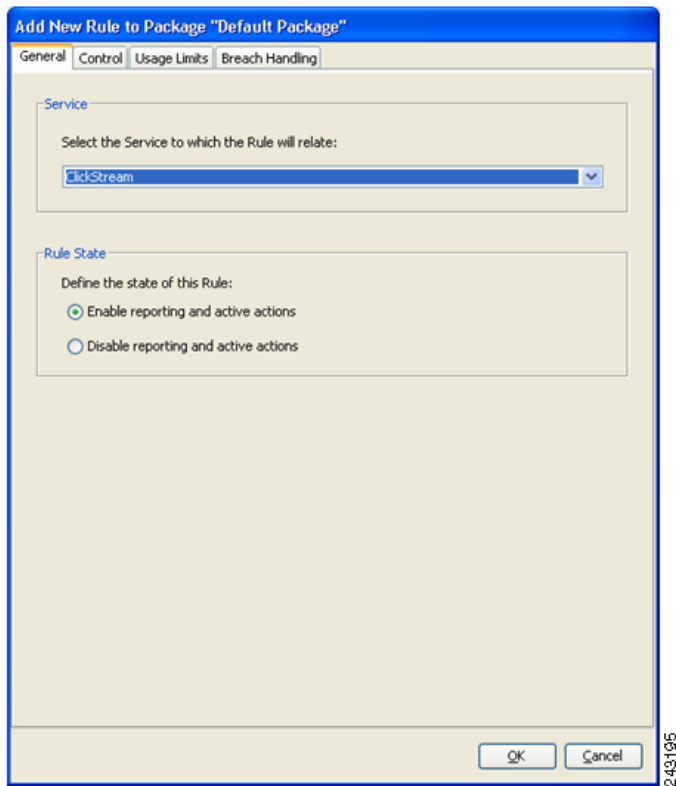 Add New Rule to Package "Default Package"
General Control Usage Limits Breach Handling
Service
Select the Service to which the Rule will relate:
ClickStream
Rule State
Define the state of this Rule:
Enable reporting and active actions
Disable reporting and active actions
OK Cancel
243195